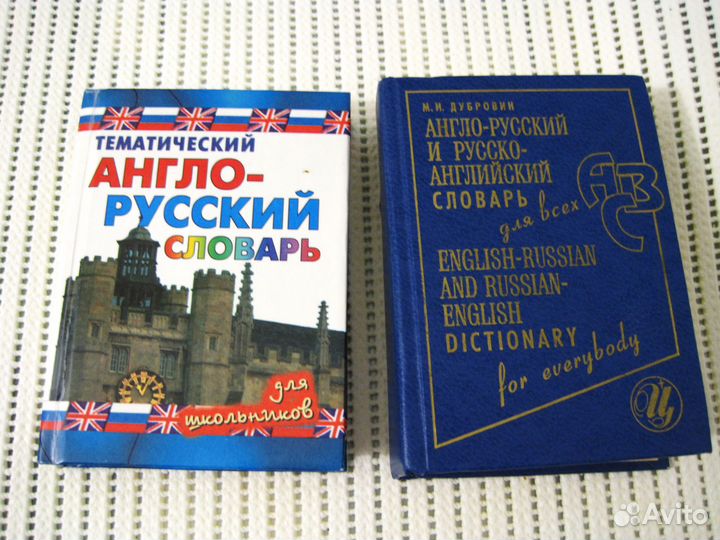 ТЕМАТИЧЕСКИЙ
АНГЛО-
РУССКИЙ
СЛОВАРЬ
для
школьников
М.И. ДУБРОВИН
АНГЛО-РУССКИЙ
И РУССКО-
АНГЛИЙСКИЙ
СЛОВАРЬ
для всех
АБВС
ENGLISH-RUSSIAN
AND RUSSIAN-
ENGLISH
DICTIONARY
for everybody
Ц
Avito